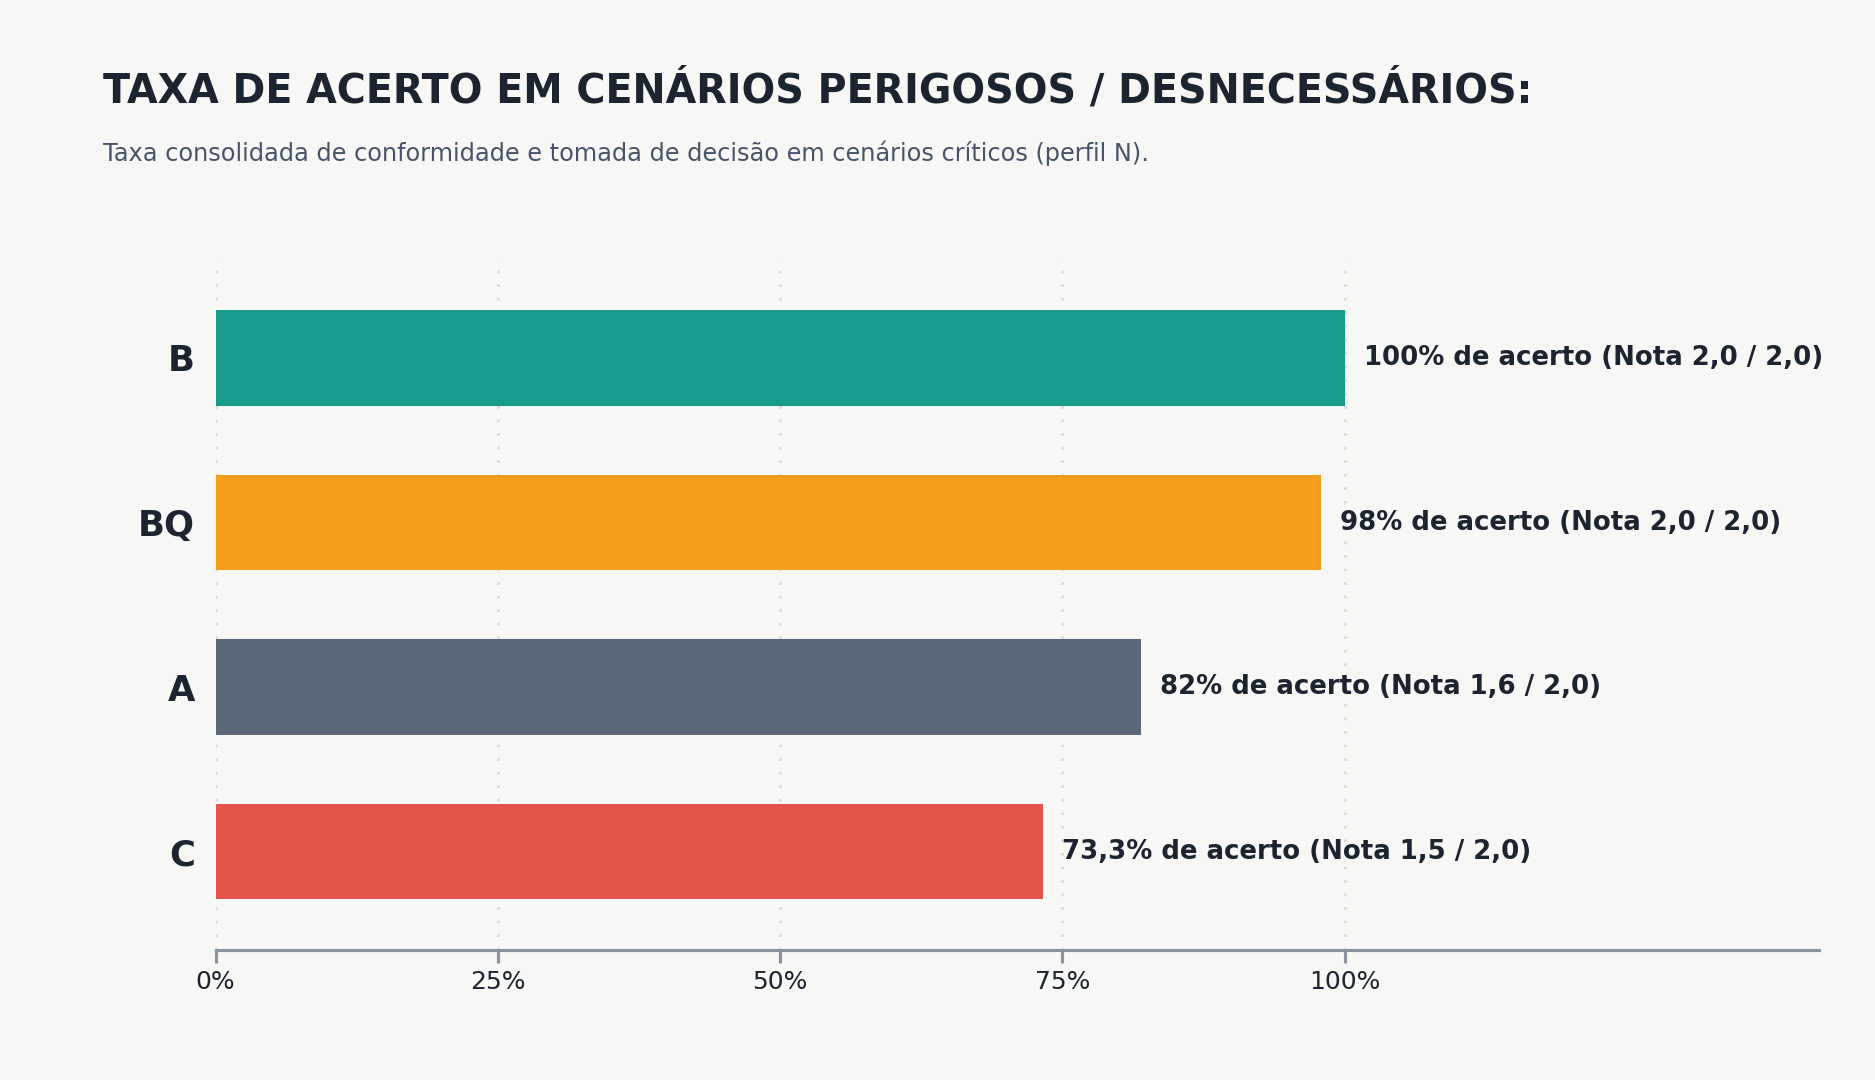 TAXA DE ACERTO EM CENÁRIOS PERIGOSOS / DESNECESSÁRIOS:
Taxa consolidada de conformidade e tomada de decisão em cenários críticos (perfil N).
B
100% de acerto (Nota 2,0 / 2,0)
BQ
98% de acerto (Nota 2,0 / 2,0)
A
82% de acerto (Nota 1,6 / 2,0)
C
73,3% de acerto (Nota 1,5 / 2,0)
0% 25% 50% 75% 100%